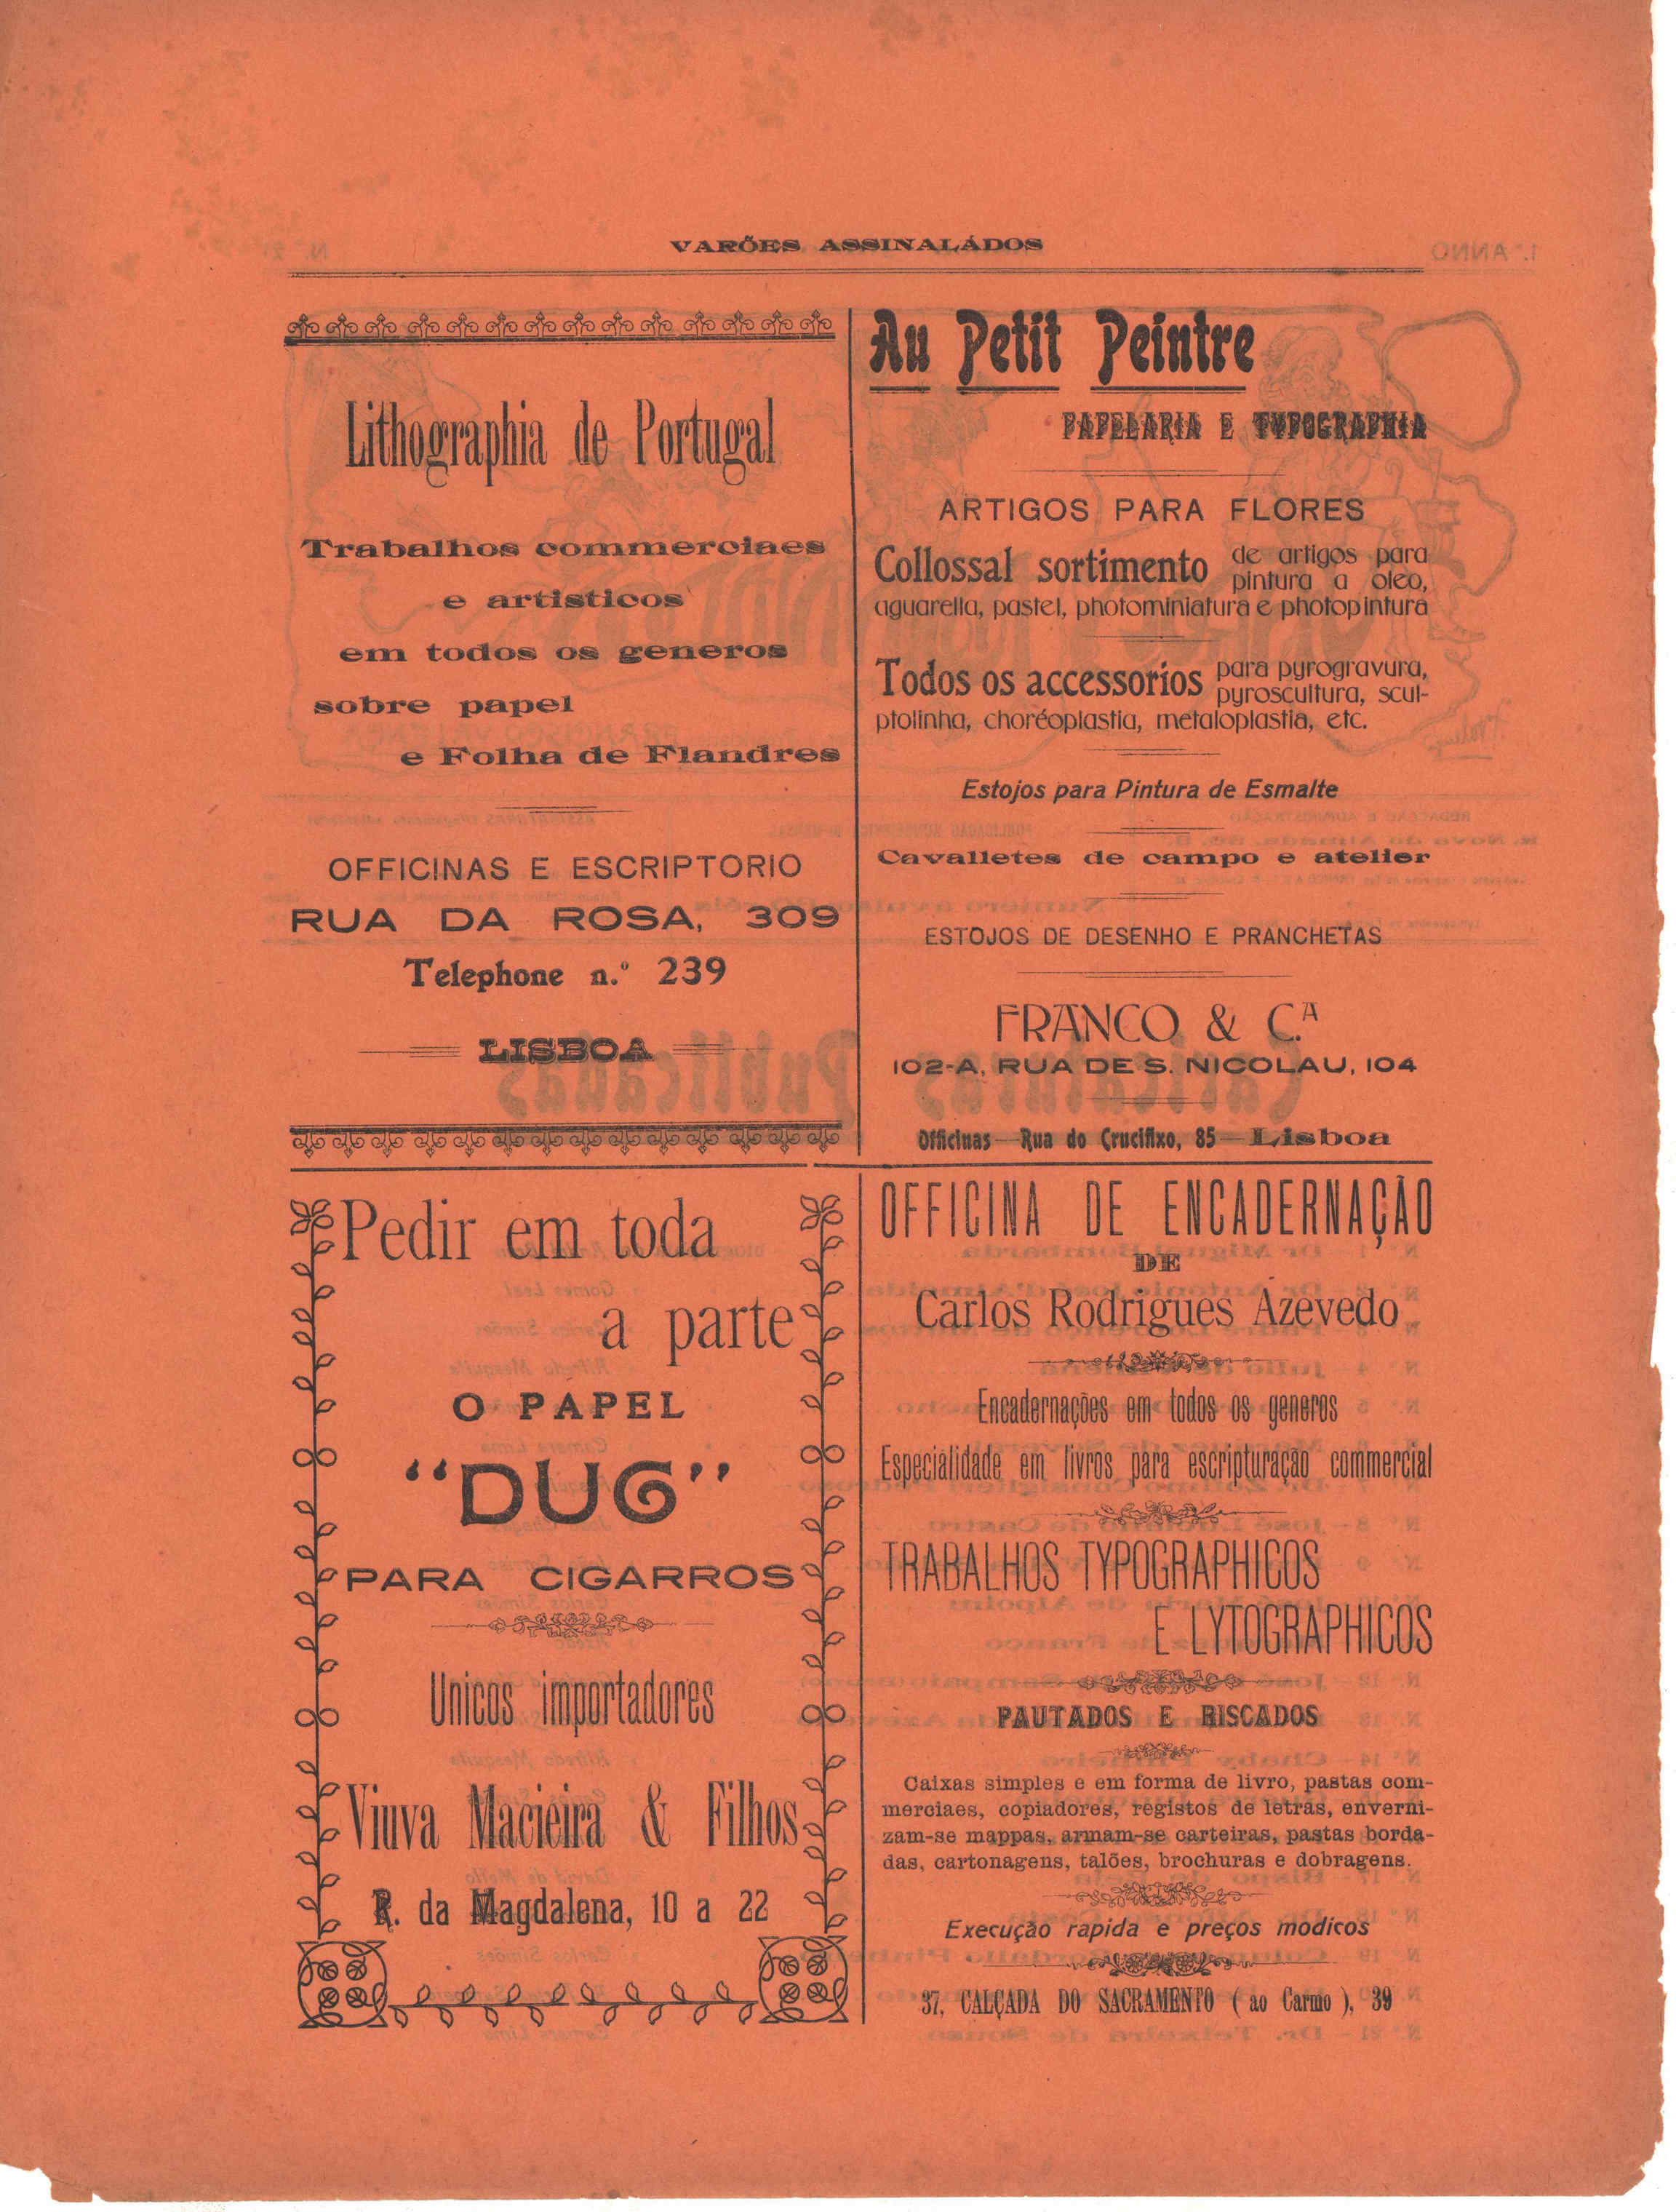 VARÕES ASSINALÁDOS
Lithographia de Portugal
Trabalhos commerciaes
e artisticos
em todos os generos
sobre papel
e Folha de Flandres
OFFICINAS E ESCRIPTORIO
RUA DA ROSA, 309
Telephone n.º 239
LISBOA
Au Petit Peintre
PAPELARIA E TYPOGRAPHIA
ARTIGOS PARA FLORES
Collossal sortimento de artigos para
pintura a oleo,
aguarella, pastel, photominiatura e photopintura
Todos os accessorios para pyrogravura,
pyroscultura, scul-
ptolinha, choréoplastia, metaloplastia, etc.
Estojos para Pintura de Esmalte
Cavalletes de campo e atelier
ESTOJOS DE DESENHO E PRANCHETAS
FRANCO & C.A
102-A, RUA DE S. NICOLAU, 104
Officinas—Rua do Crucifixo, 85—Lisboa
Pedir em toda
a parte
O PAPEL
“DUG”
PARA CIGARROS
Unicos importadores
Viuva Macieira & Filhos
R. da Magdalena, 10 a 22
OFFICINA DE ENCADERNAÇÃO
DE
Carlos Rodrigues Azevedo
Encadernações em todos os generos
Especialidade em livros para escripturação commercial
TRABALHOS TYPOGRAPHICOS
E LYTOGRAPHICOS
PAUTADOS E RISCADOS
Caixas simples e em forma de livro, pastas com-
merciaes, copiadores, registos de letras, enverni-
zam-se mappas, armam-se carteiras, pastas borda-
das, cartonagens, talões, brochuras e dobragens.
Execução rapida e preços modicos
37, CALÇADA DO SACRAMENTO ( ao Carmo ), 39